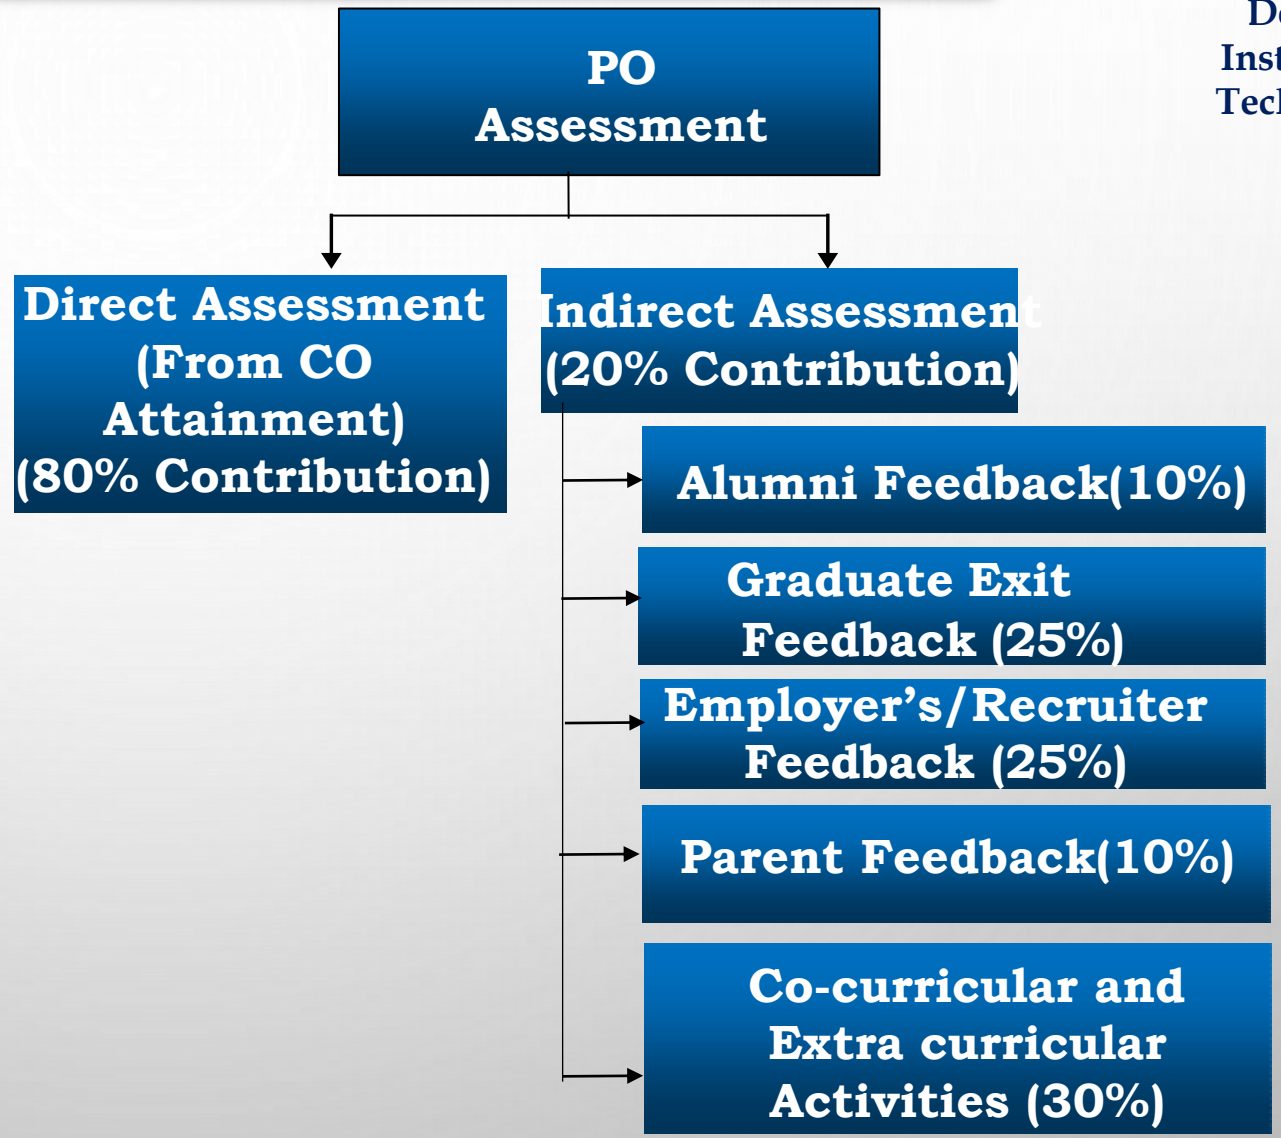 PO
Assessment
Direct Assessment
(From CO
Attainment)
(80% Contribution)
Indirect Assessment
(20% Contribution)
Alumni Feedback(10%)
Graduate Exit
Feedback (25%)
Employer’s/Recruiter
Feedback (25%)
Parent Feedback(10%)
Co-curricular and
Extra curricular
Activities (30%)